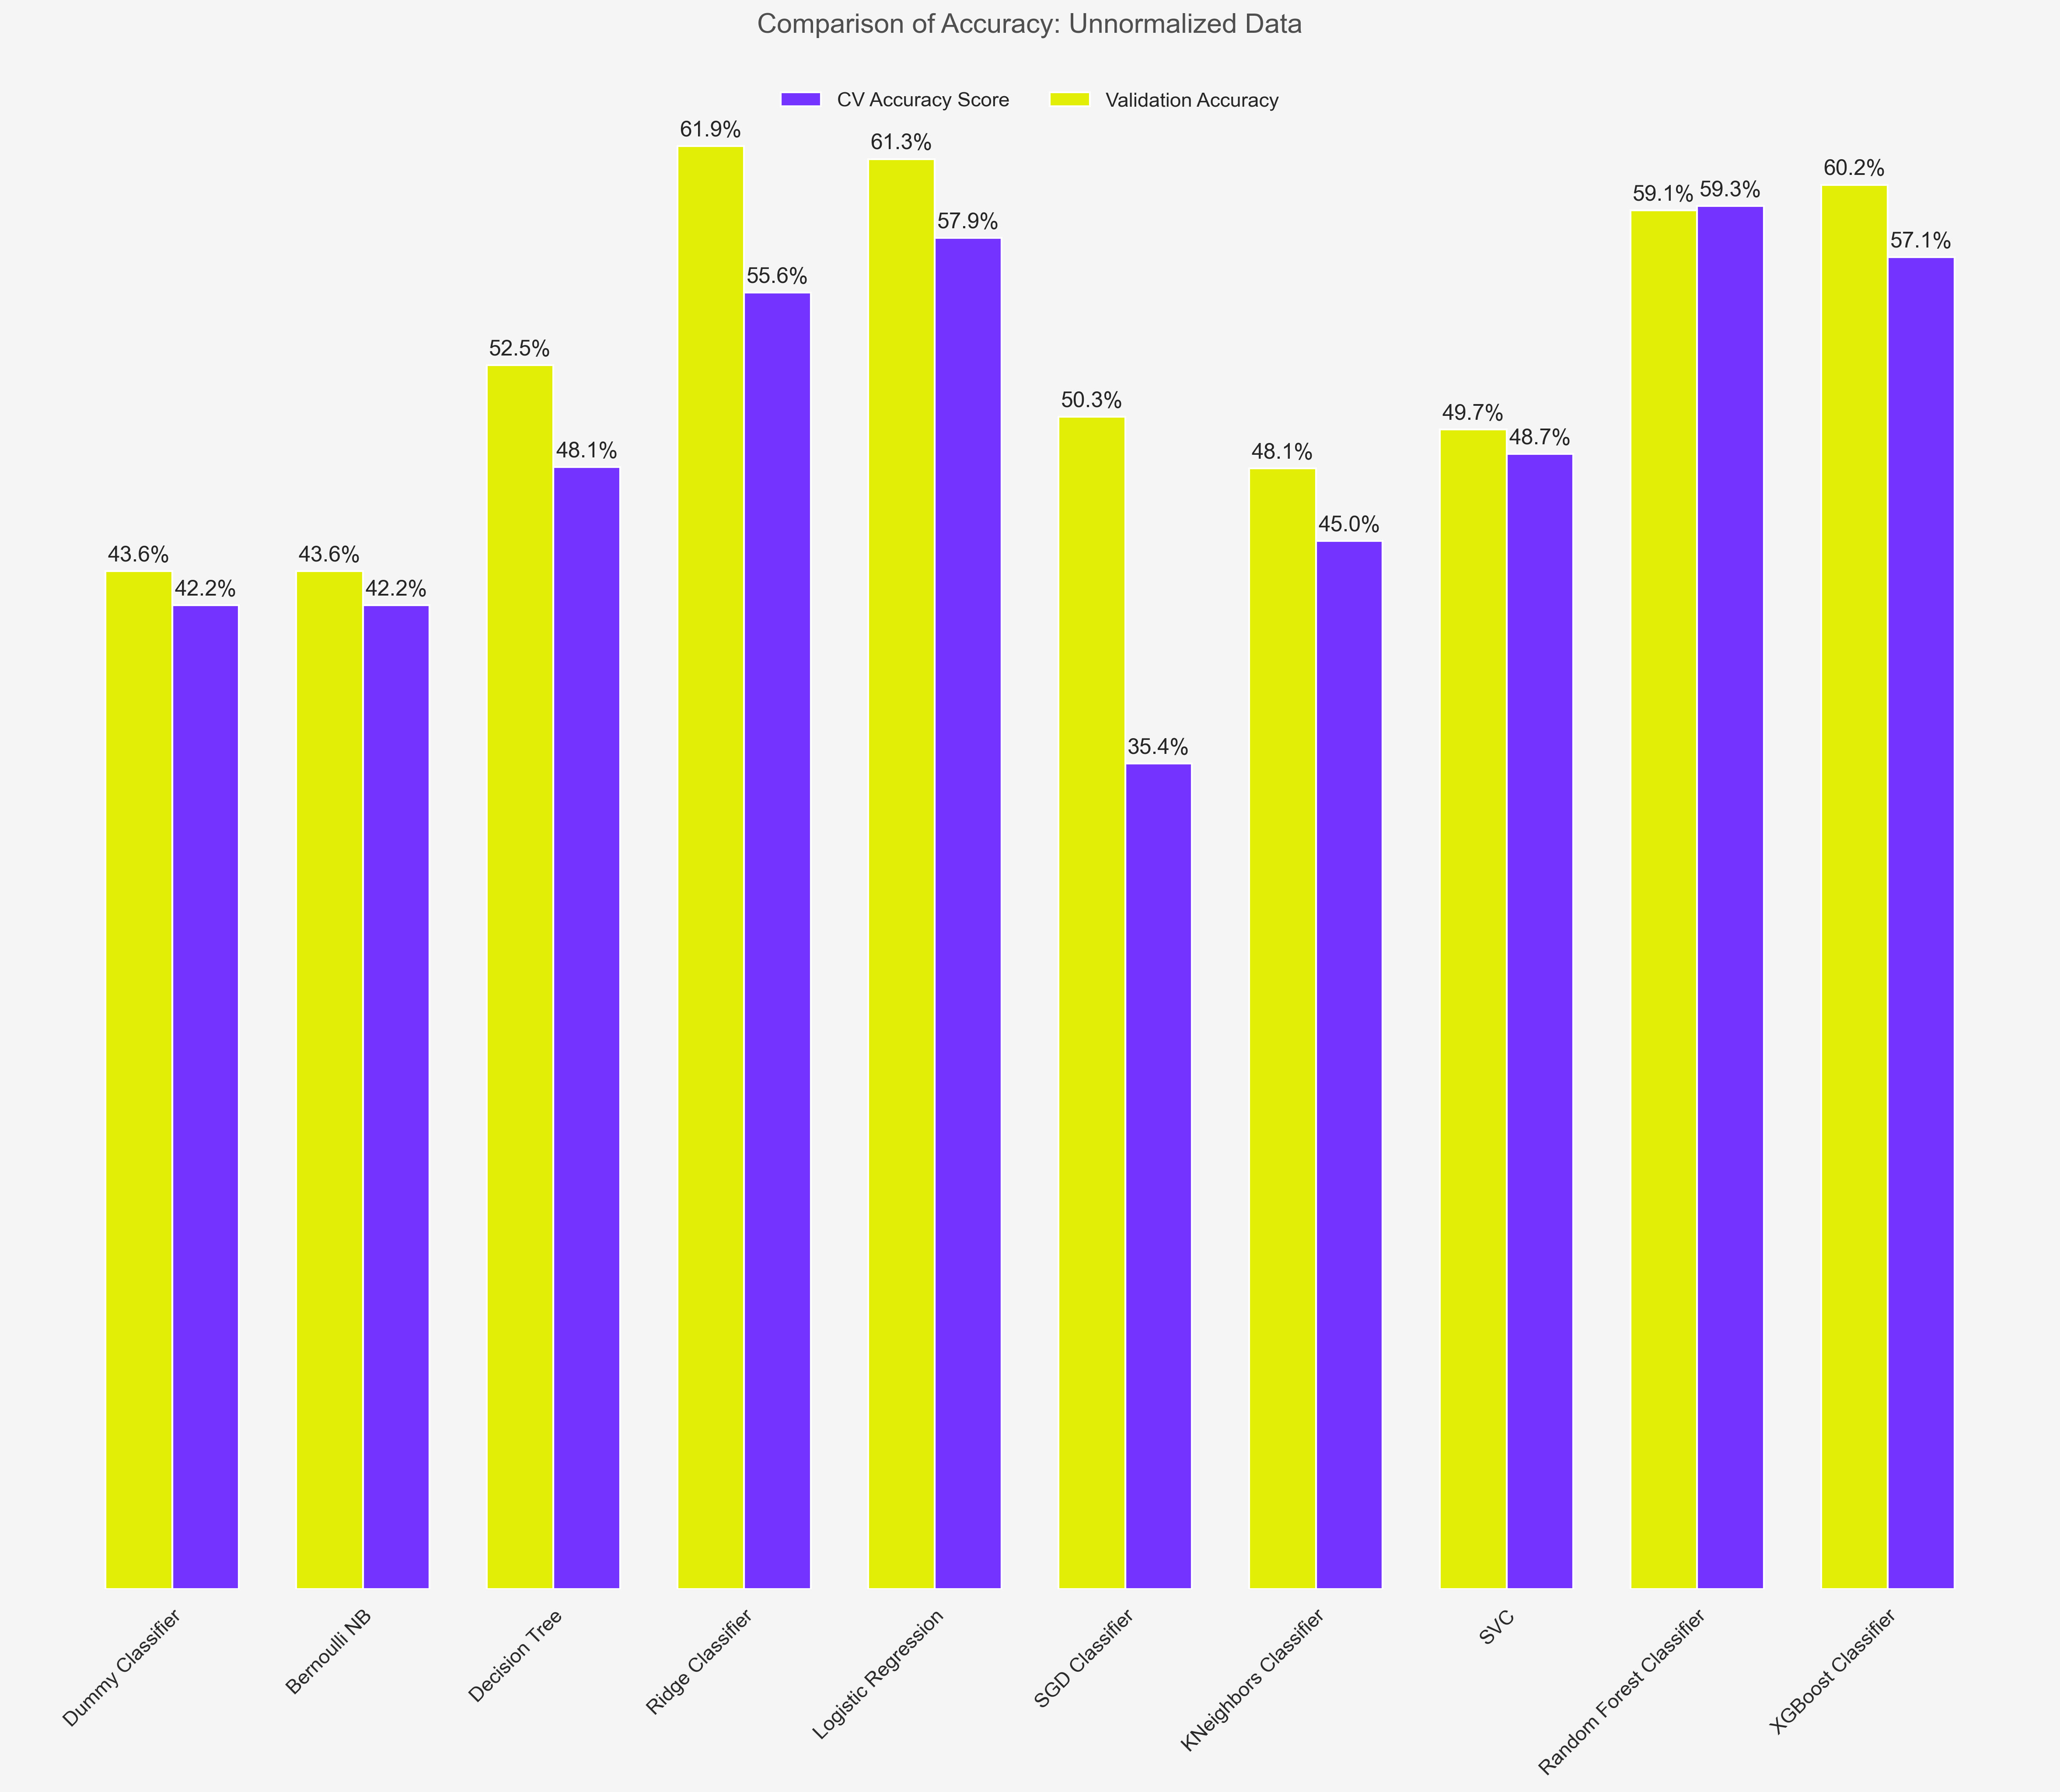 Comparison of Accuracy: Unnormalized Data
CV Accuracy Score
Validation Accuracy
43.6%
42.2%
43.6%
42.2%
52.5%
48.1%
61.9%
55.6%
61.3%
57.9%
50.3%
35.4%
48.1%
45.0%
49.7%
48.7%
59.1%
59.3%
60.2%
57.1%
Dummy Classifier
Bernoulli NB
Decision Tree
Ridge Classifier
Logistic Regression
SGD Classifier
KNeighbors Classifier
SVC
Random Forest Classifier
XGBoost Classifier